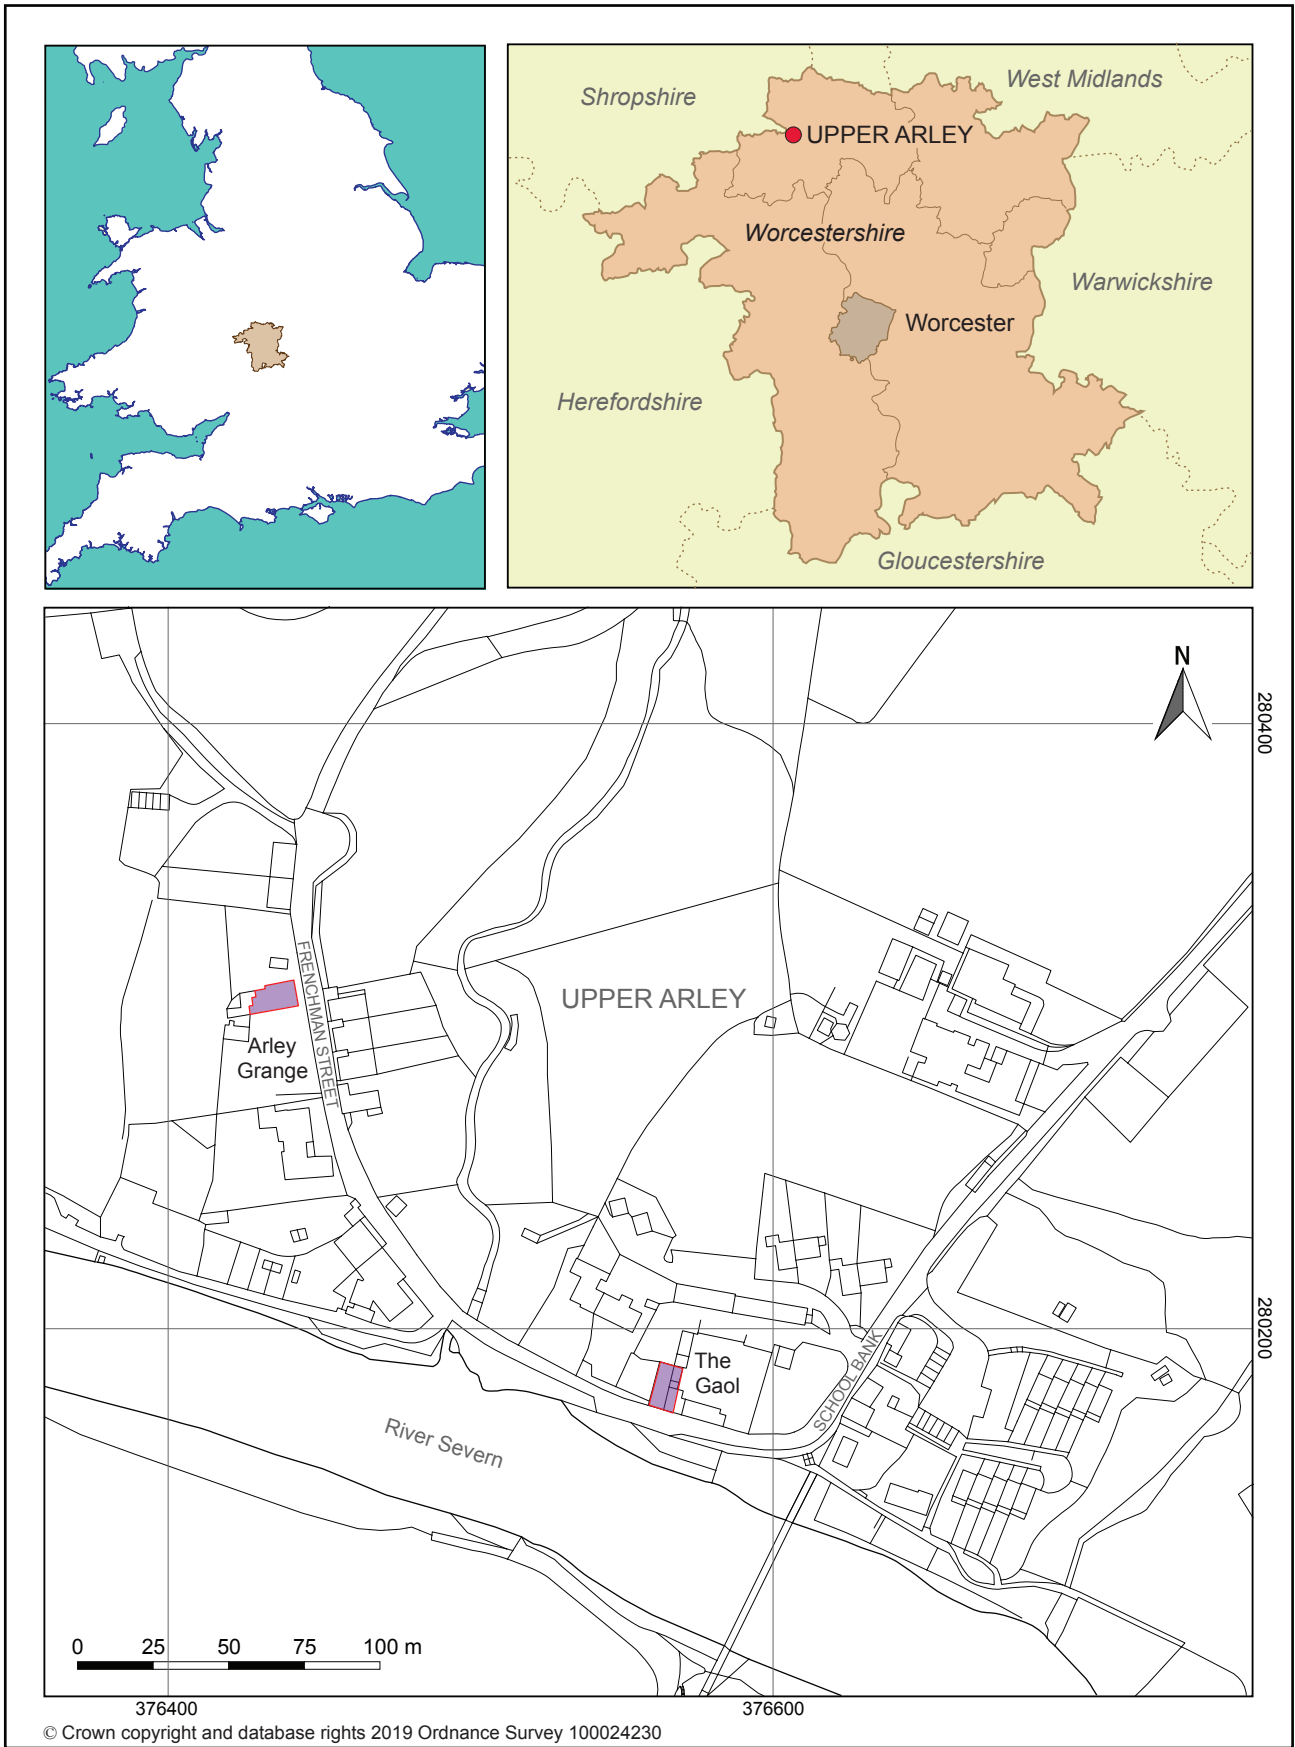 Shropshire
West Midlands
UPPER ARLEY
Worcestershire
Warwickshire
Worcester
Herefordshire
Gloucestershire
N
280400
FRENCHMAN STREET
UPPER ARLEY
Arley
Grange
280200
The
Gaol
SCHOOL BANK
River Severn
0 25 50 75 100 m
376400 376600
© Crown copyright and database rights 2019 Ordnance Survey 100024230